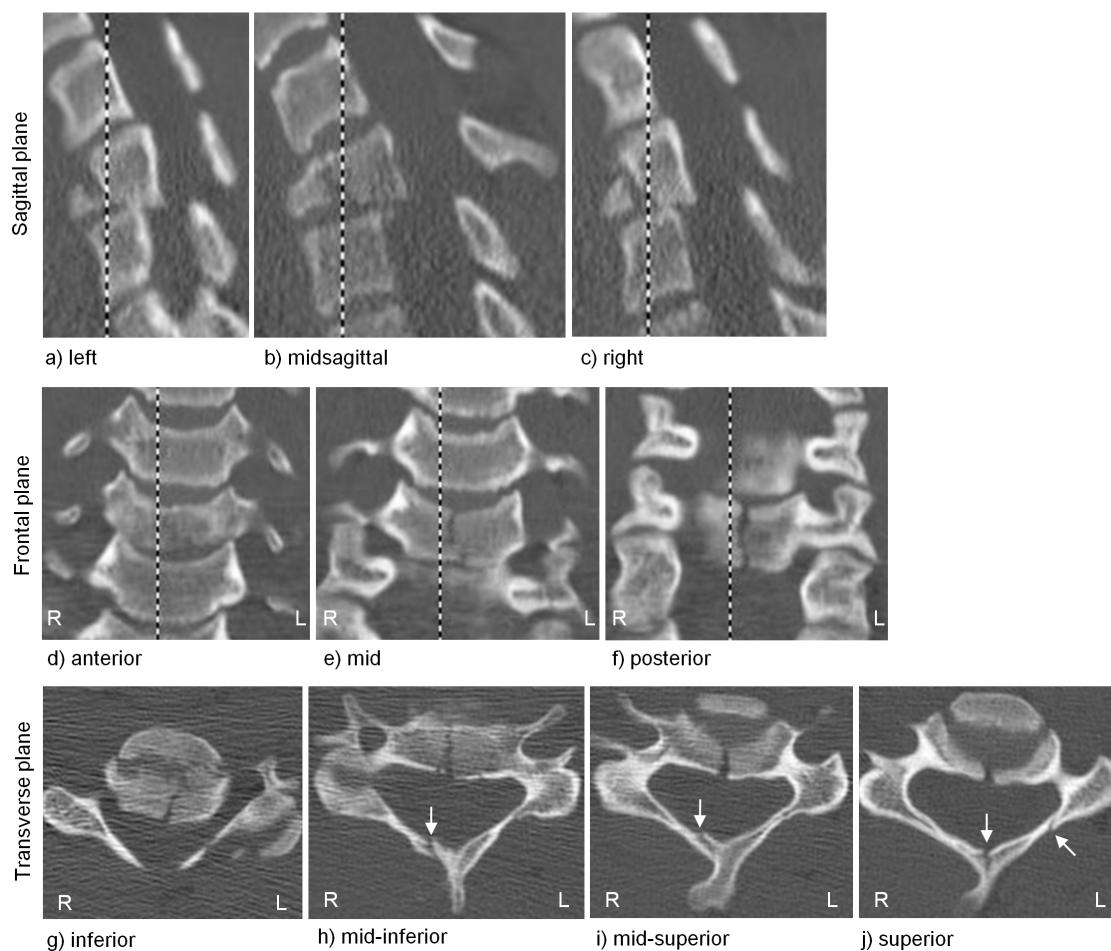 Sagittal plane
a) left
b) midsagittal
c) right
Frontal plane
R
L
R
L
R
L
d) anterior
e) mid
f) posterior
Transverse plane
R
L
R
L
R
L
R
L
g) inferior
h) mid-inferior
i) mid-superior
j) superior